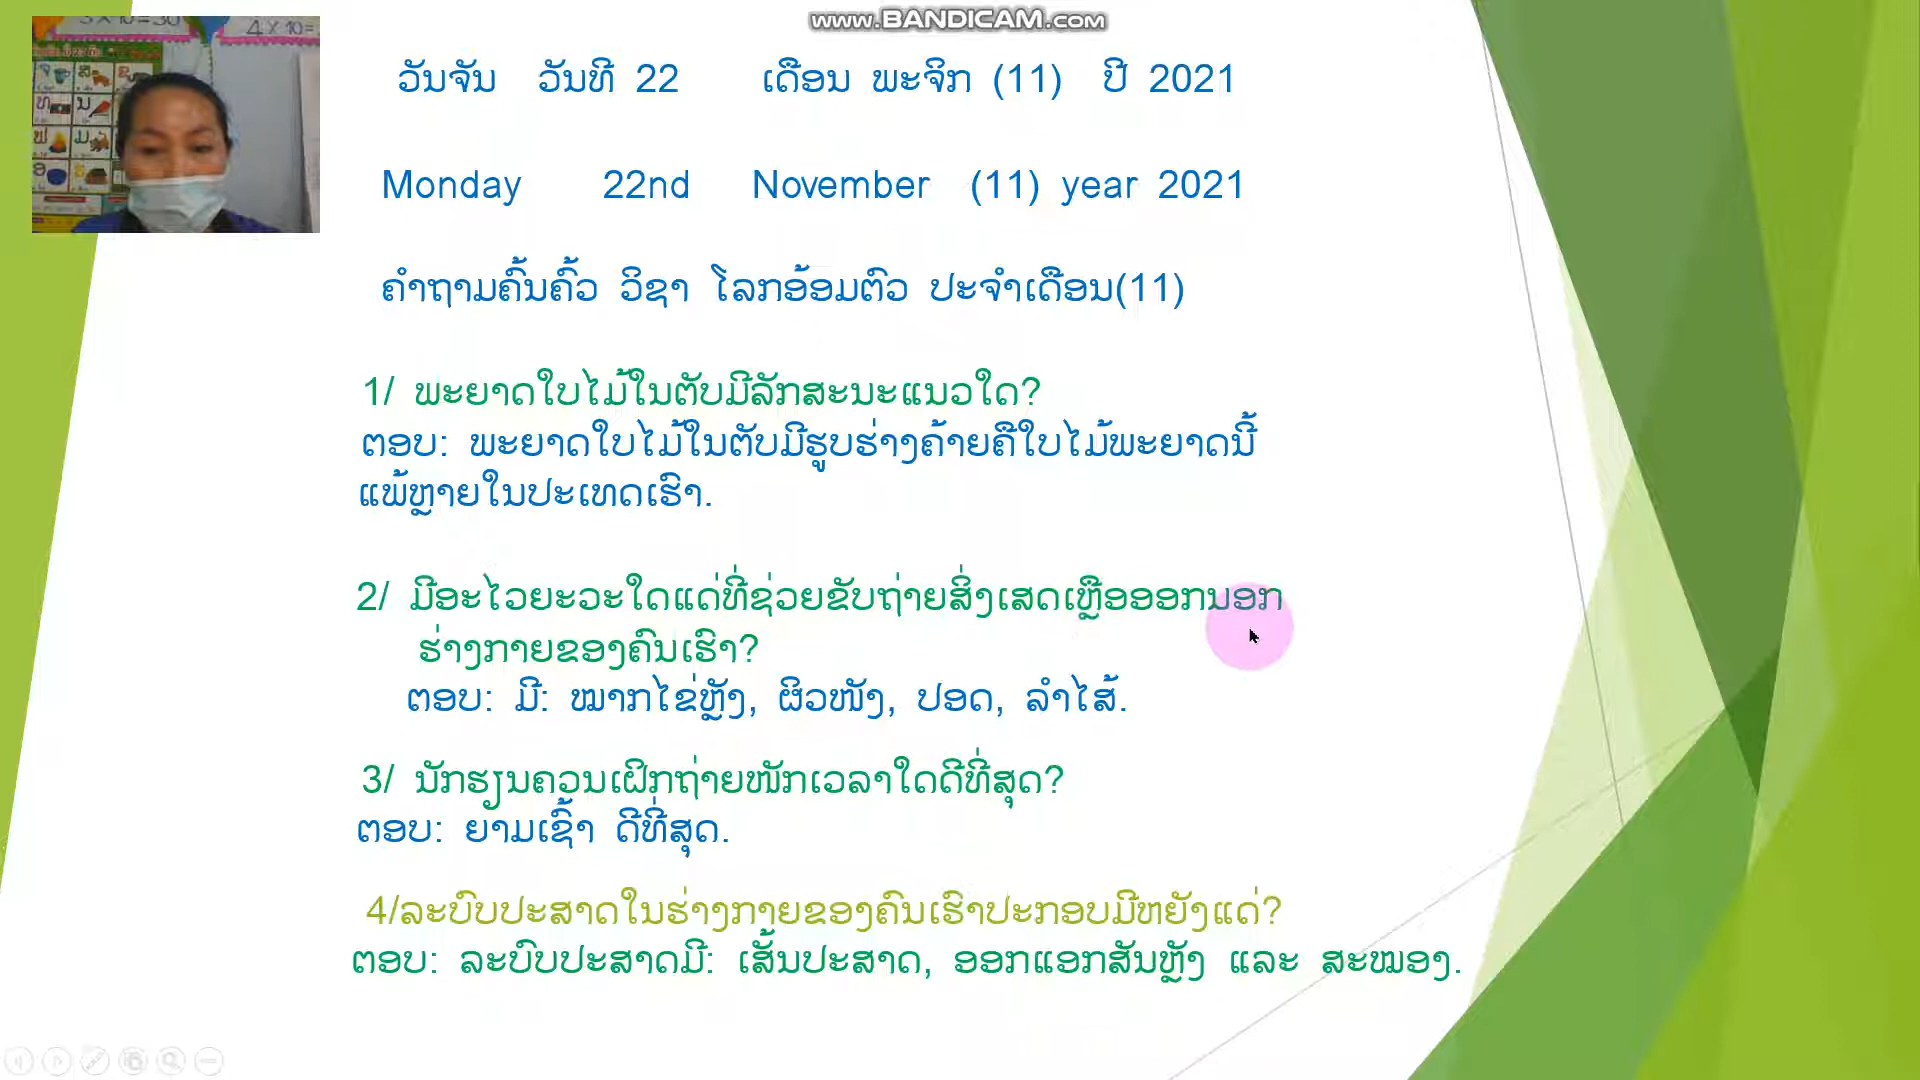 www.BANDICAM.com
3 X 10 = 30
4 X 10 =
ວັນຈັນ ວັນທີ 22 ເດືອນ ພະຈິກ (11) ປີ 2021
Monday 22nd November (11) year 2021
ຄຳຖາມຄົ້ນຄົ້ວ ວິຊາ ໂລກອ້ອມຕົວ ປະຈຳເດືອນ(11)
1/ ພະຍາດໃບໄມ້ໃນຕັບມີລັກສະນະແນວໃດ?
ຕອບ: ພະຍາດໃບໄມ້ໃນຕັບມີຮູບຮ່າງຄ້າຍຄືໃບໄມ້ພະຍາດນີ້
ແພ້ຫຼາຍໃນປະເທດເຮົາ.
2/ ມີອະໄວຍະວະໃດແດ່ທີ່ຊ່ວຍຂັບຖ່າຍສິ່ງເສດເຫຼືອອອກນອກ
ຮ່າງກາຍຂອງຄົນເຮົາ?
ຕອບ: ມີ: ໝາກໄຂ່ຫຼັງ, ຜິວໜັງ, ປອດ, ລຳໄສ້.
3/ ນັກຮຽນຄວນເຝິກຖ່າຍໜັກເວລາໃດດີທີ່ສຸດ?
ຕອບ: ຍາມເຊົ້າ ດີທີ່ສຸດ.
4/ລະບົບປະສາດໃນຮ່າງກາຍຂອງຄົນເຮົາປະກອບມີຫຍັງແດ່?
ຕອບ: ລະບົບປະສາດມີ: ເສັ້ນປະສາດ, ອອກແອກສັນຫຼັງ ແລະ ສະໝອງ.